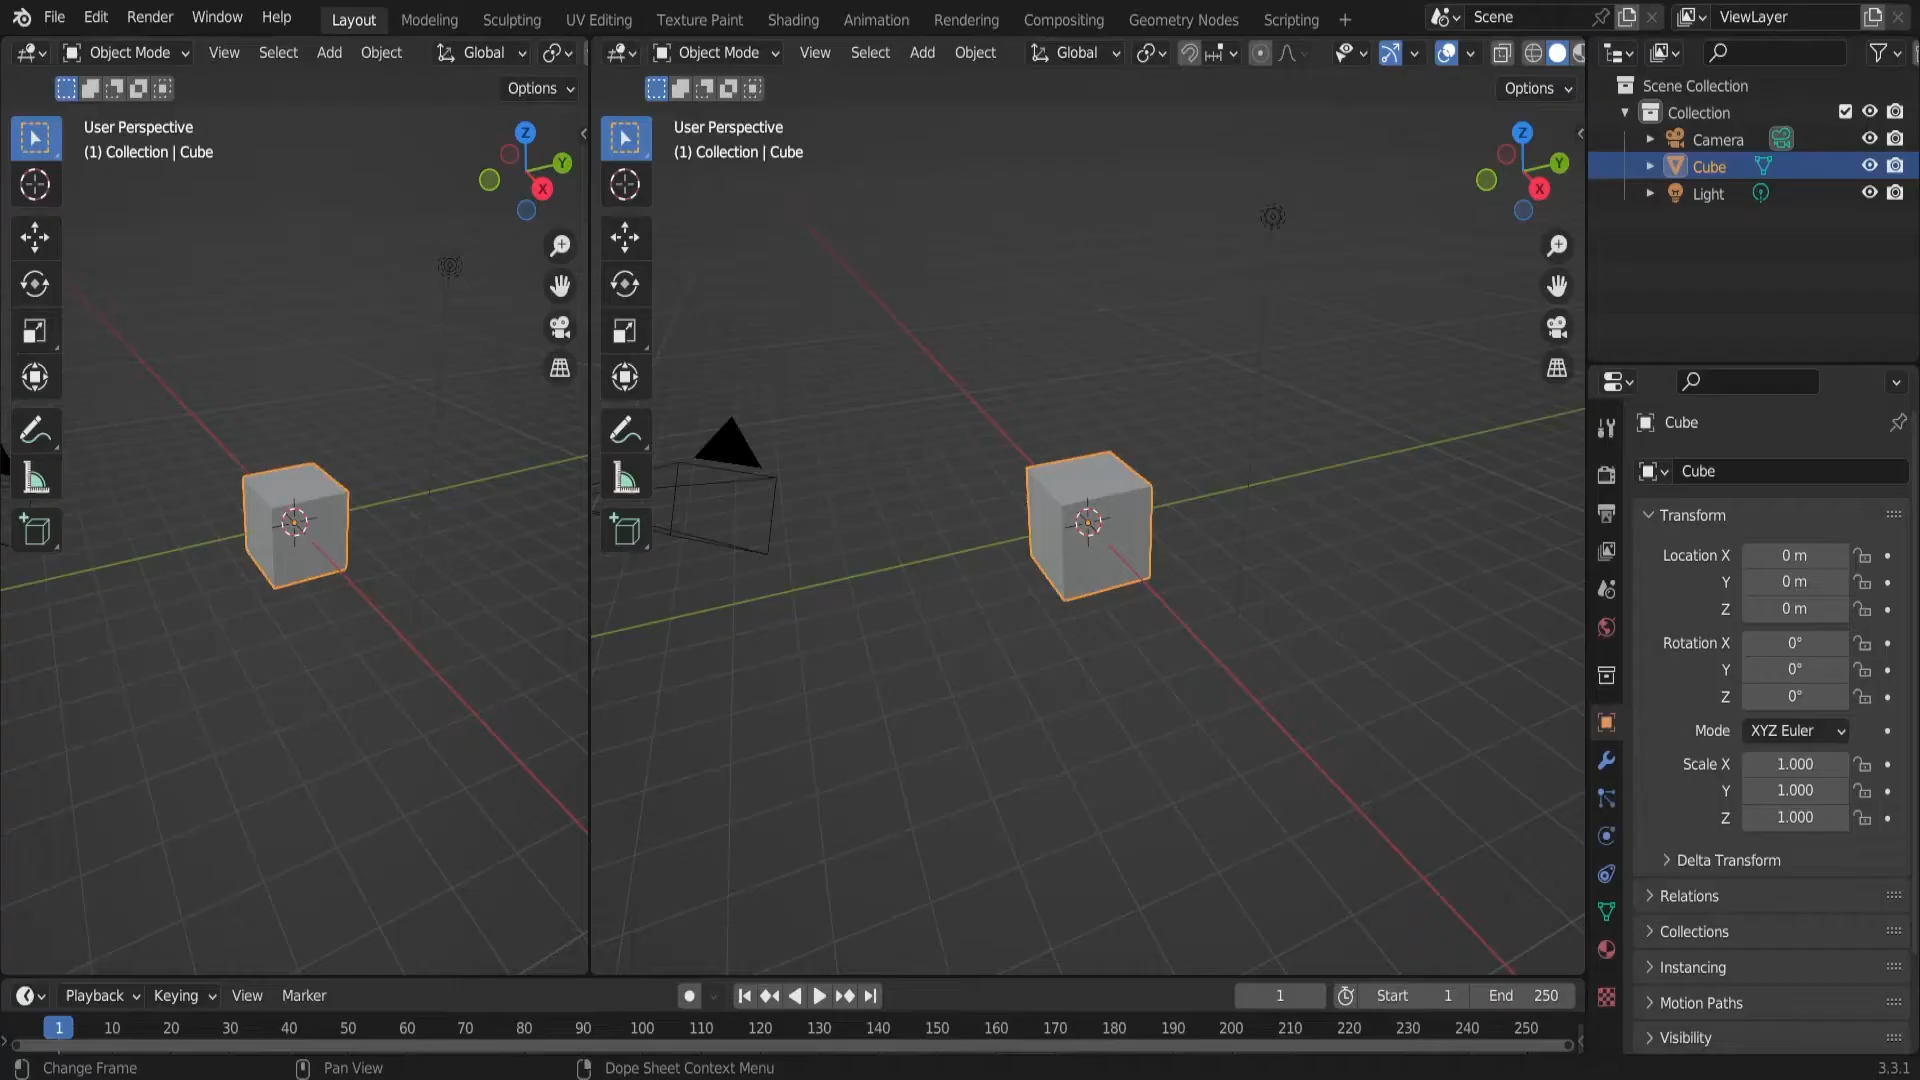 File Edit Render Window Help Layout Modeling Sculpting UV Editing Texture Paint Shading Animation Rendering Compositing Geometry Nodes Scripting + Scene ViewLayer
Object Mode View Select Add Object Global
Object Mode View Select Add Object Global
Options
Options
User Perspective
(1) Collection | Cube
Z
Y
X
User Perspective
(1) Collection | Cube
Z
Y
X
Scene Collection
Collection
Camera
Cube
Light
Cube
Cube
Transform
Location X 0 m
Y 0 m
Z 0 m
Rotation X 0°
Y 0°
Z 0°
Mode XYZ Euler
Scale X 1.000
Y 1.000
Z 1.000
Delta Transform
Relations
Collections
Instancing
Motion Paths
Visibility
Playback Keying View Marker 1 Start 1 End 250
1 10 20 30 40 50 60 70 80 90 100 110 120 130 140 150 160 170 180 190 200 210 220 230 240 250
Change Frame Pan View Dope Sheet Context Menu 3.3.1